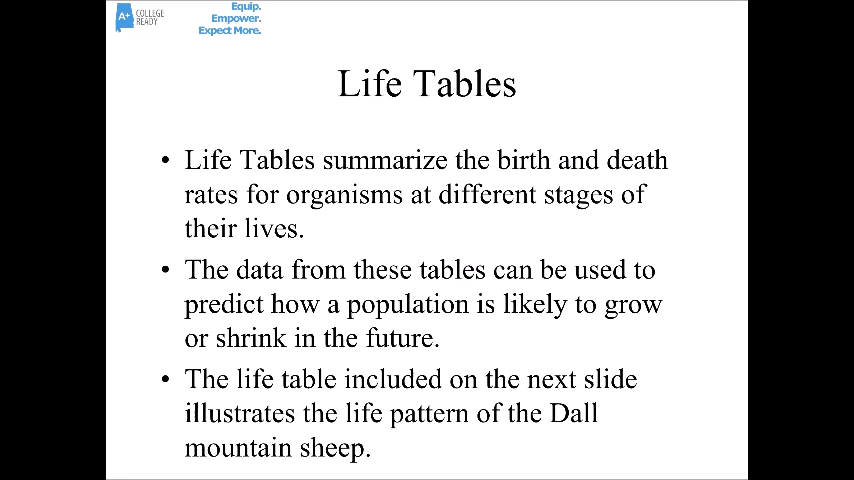 A+ COLLEGE
READY
Equip.
Empower.
Expect More.
Life Tables
• Life Tables summarize the birth and death
rates for organisms at different stages of
their lives.
• The data from these tables can be used to
predict how a population is likely to grow
or shrink in the future.
• The life table included on the next slide
illustrates the life pattern of the Dall
mountain sheep.